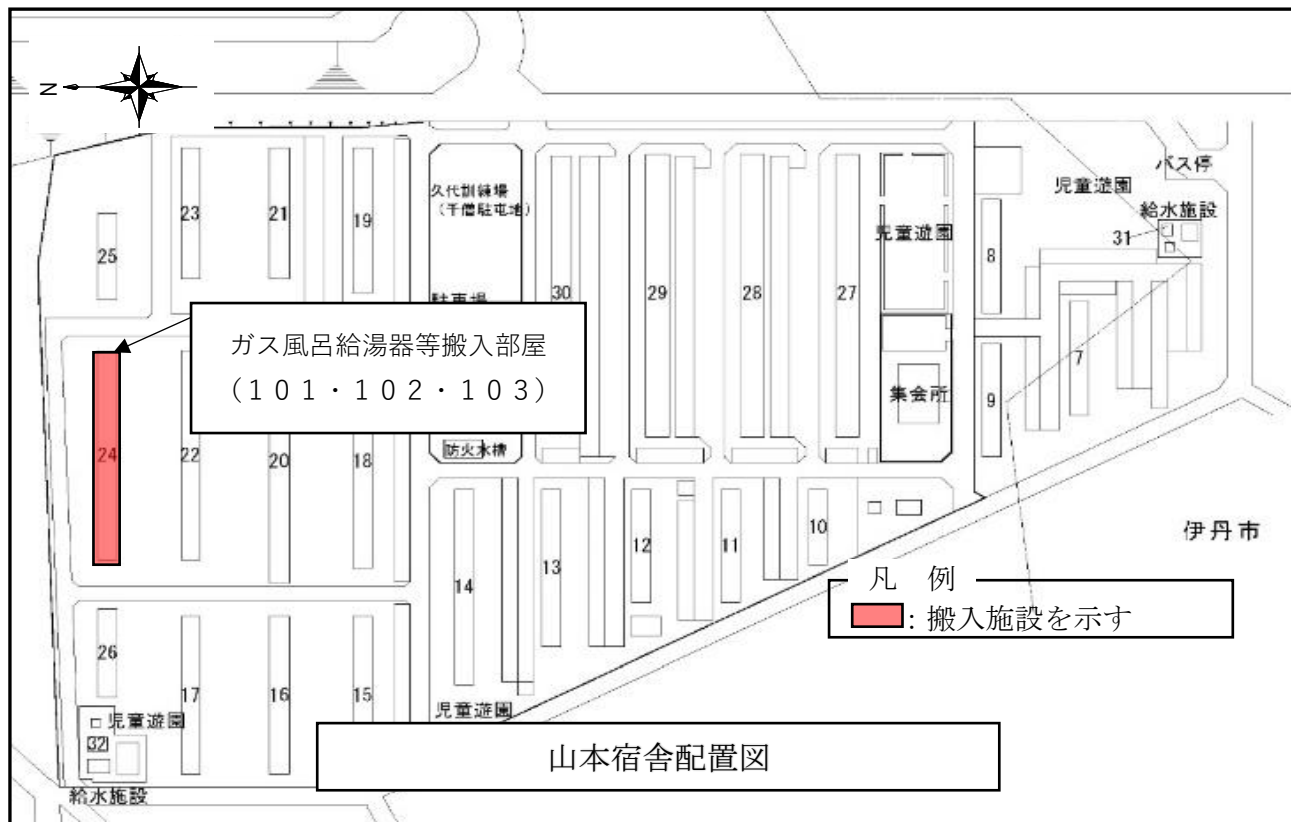 N
バス停
児童遊園
給水施設
31
久代訓練場
(千僧駐屯地)
児童遊園
23
21
19
25
8
30
29
28
27
7
ガス風呂給湯器等搬入部屋
(101・102・103)
集会所
9
防火水槽
24
22
20
18
伊丹市
14
13
12
11
10
凡 例
: 搬入施設を示す
26
17
16
15
児童遊園
児童遊園
32
給水施設
山本宿舎配置図